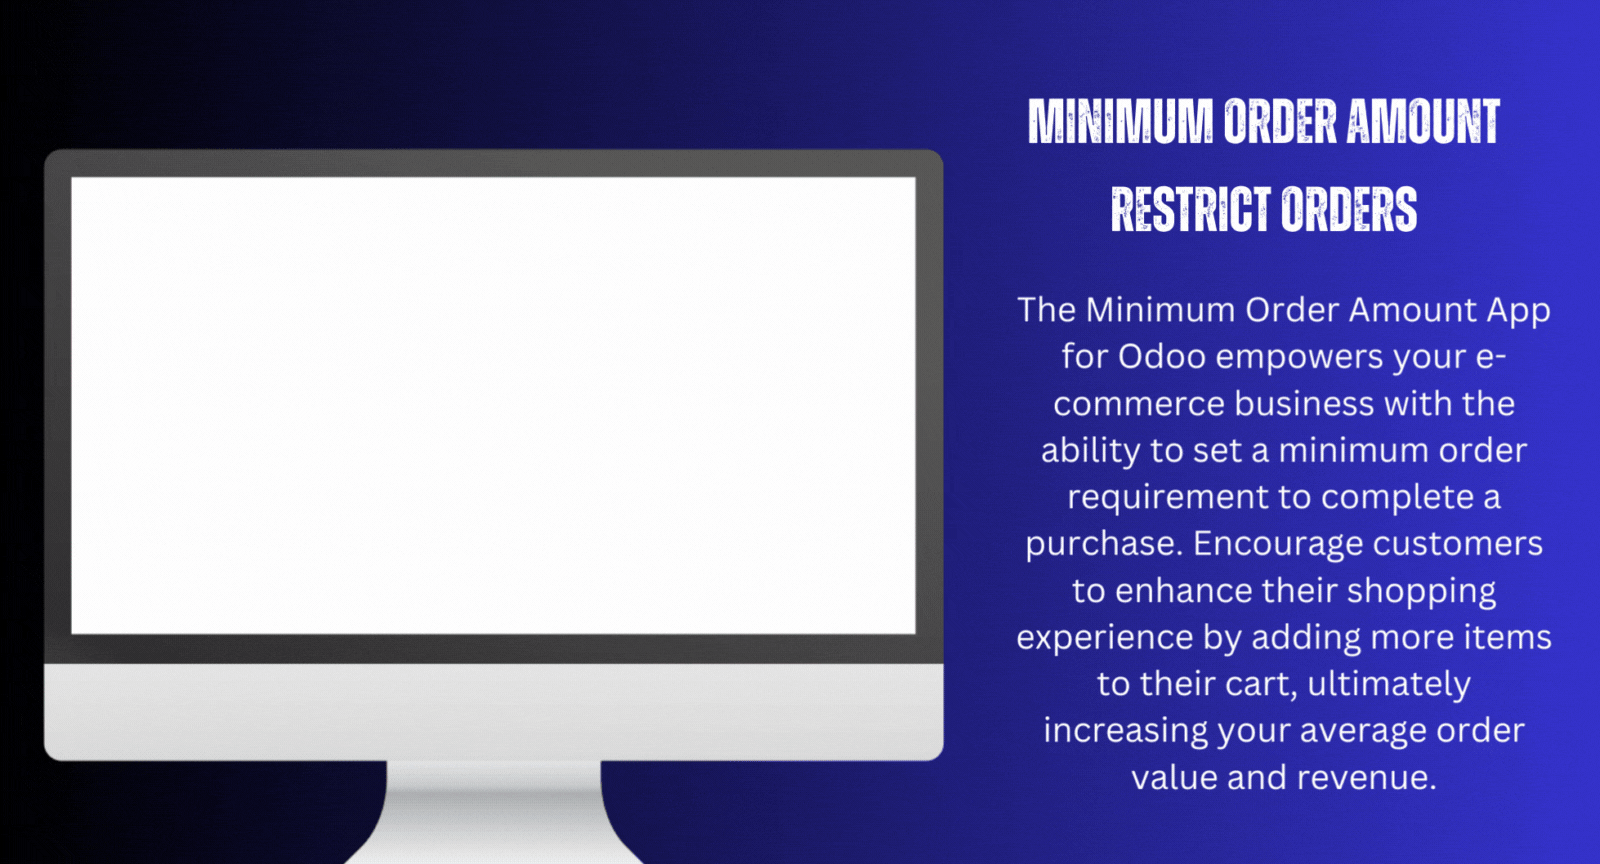 MINIMUM ORDER AMOUNT
RESTRICT ORDERS
The Minimum Order Amount App
for Odoo empowers your e-
commerce business with the
ability to set a minimum order
requirement to complete a
purchase. Encourage customers
to enhance their shopping
experience by adding more items
to their cart, ultimately
increasing your average order
value and revenue.